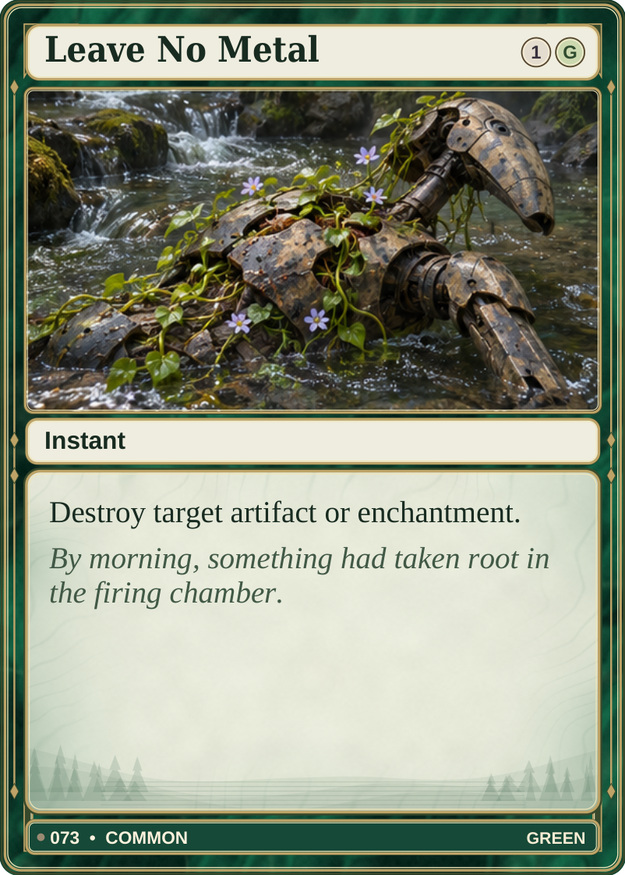 Leave No Metal
1 G
Instant
Destroy target artifact or enchantment.
By morning, something had taken root in
the firing chamber.
073 • COMMON
GREEN